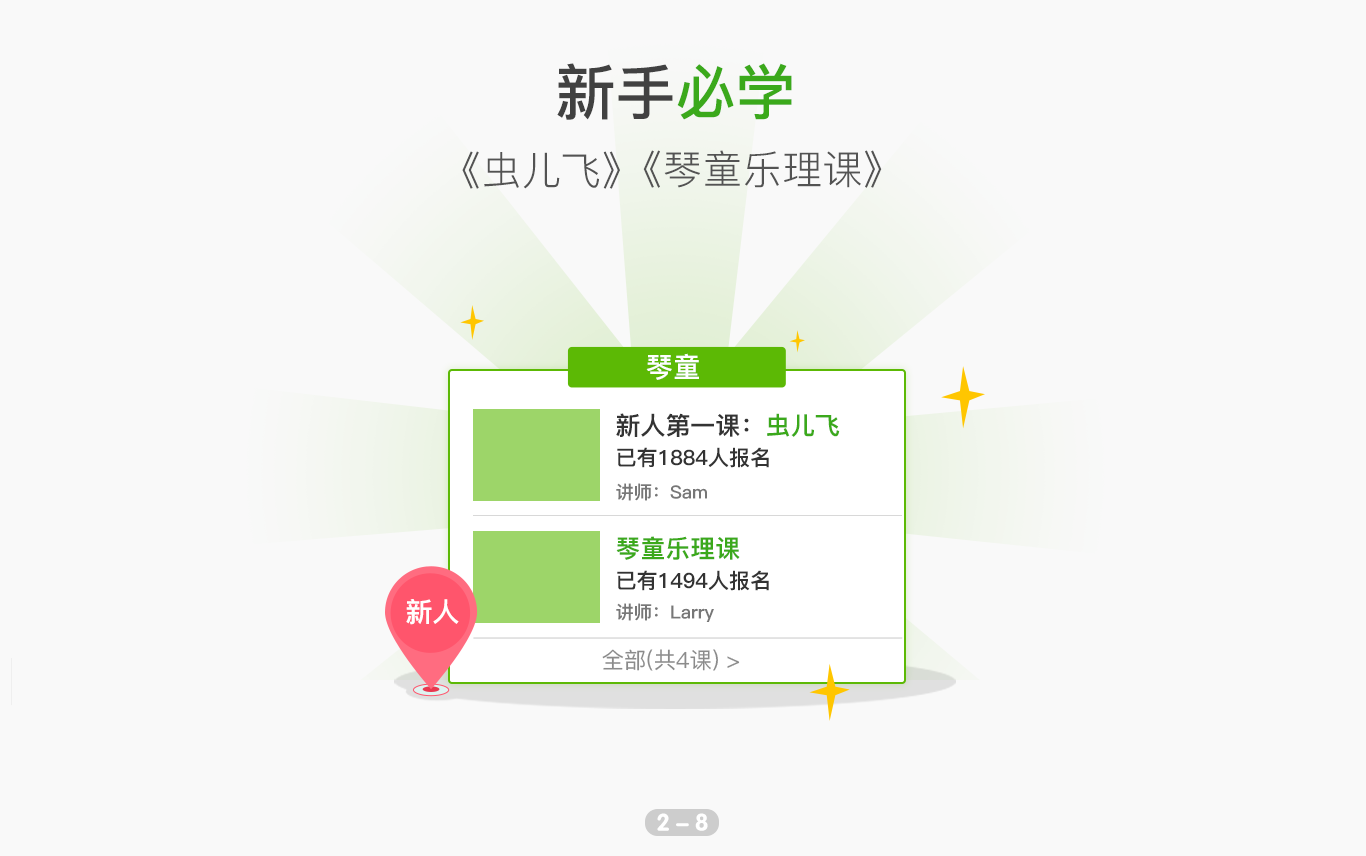 新手必学
《虫儿飞》《琴童乐理课》
琴童
新人第一课：虫儿飞
已有1884人报名
讲师：Sam
琴童乐理课
已有1494人报名
讲师：Larry
新人
全部(共4课) >
2 – 8